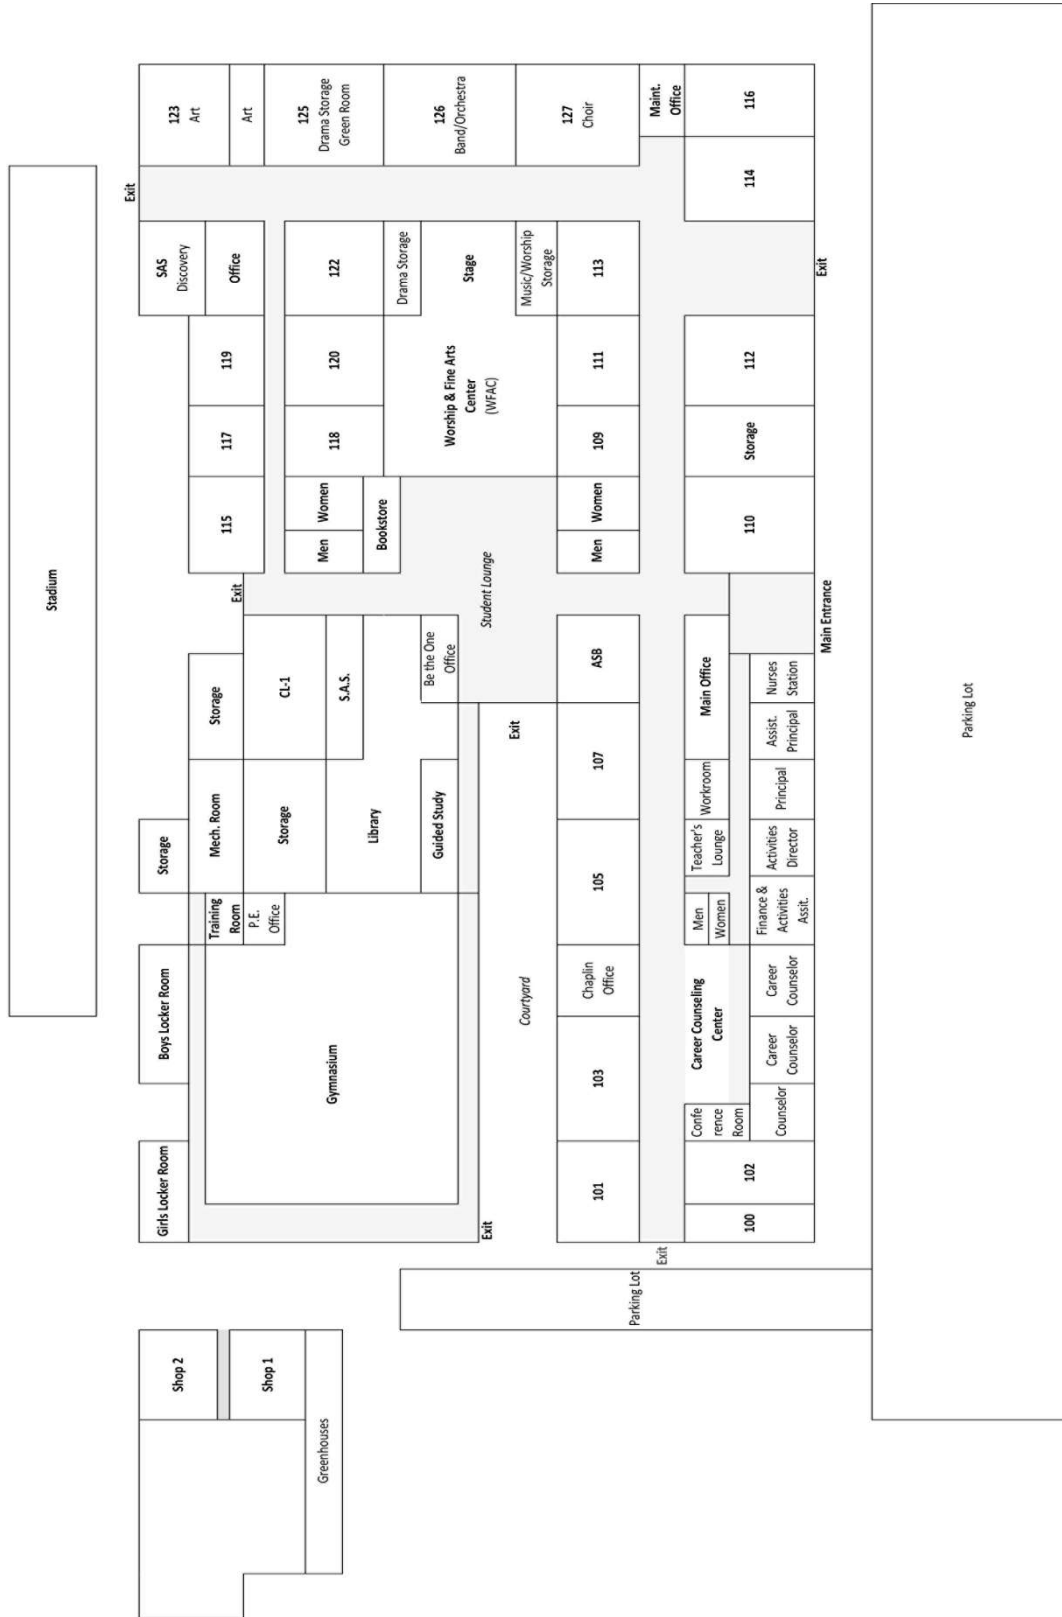 Stadium
Exit
123
Art
Art
125
Drama Storage
Green Room
126
Band/Orchestra
127
Choir
Maint.
Office
116
114
SAS
Discovery
Office
122
Drama Storage
Stage
Music/Worship
Storage
113
Exit
119
120
Worship & Fine Arts
Center
(WFAC)
111
112
117
118
109
Storage
115
Women
Men
Bookstore
Women
Men
110
Exit
Student Lounge
Main Entrance
Storage
CL-1
S.A.S.
Be the One
Office
ASB
Main Office
Nurses
Station
Exit
Assist.
Principal
Storage
Mech. Room
Storage
Library
Guided Study
107
Workroom
Principal
Training
Room
P.E.
Office
105
Teacher's
Lounge
Activities
Director
Men
Women
Finance &
Activities
Assit.
Boys Locker Room
Gymnasium
Courtyard
Chaplin
Office
Career Counseling
Center
Career
Counselor
103
Career
Counselor
Confe
rence
Room
Counselor
Girls Locker Room
101
102
100
Exit
Exit
Parking Lot
Parking Lot
Shop 2
Shop 1
Greenhouses